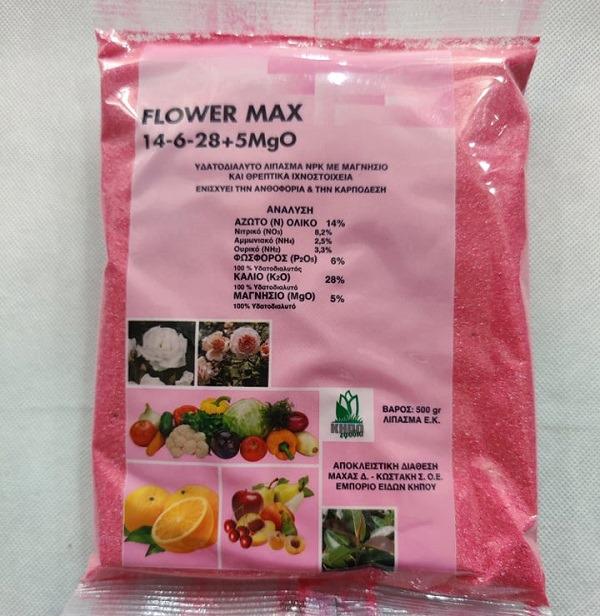 FLOWER MAX
14-6-28+5MgO
ΥΔΑΤΟΔΙΑΛΥΤΟ ΛΙΠΑΣΜΑ NPK ΜΕ ΜΑΓΝΗΣΙΟ
ΚΑΙ ΘΡΕΠΤΙΚΑ ΙΧΝΟΣΤΟΙΧΕΙΑ
ΕΝΙΣΧΥΕΙ ΤΗΝ ΑΝΘΟΦΟΡΙΑ & ΤΗΝ ΚΑΡΠΟΔΕΣΗ
ΑΝΑΛΥΣΗ
ΑΖΩΤΟ (Ν) ΟΛΙΚΟ 14%
Νιτρικό (NO₃) 8,2%
Αμμωνιακό (NH₄) 2,5%
Ουρικό (NH₂) 3,3%
ΦΩΣΦΟΡΟΣ (P₂O₅) 6%
100 % Υδατοδιαλυτός
ΚΑΛΙΟ (K₂O) 28%
100 % Υδατοδιαλυτό
ΜΑΓΝΗΣΙΟ (MgO) 5%
100% Υδατοδιαλυτό
ΚΗΠΟ
σφαιρα
ΒΑΡΟΣ: 500 gr
ΛΙΠΑΣΜΑ Ε.Κ.
ΑΠΟΚΛΕΙΣΤΙΚΗ ΔΙΑΘΕΣΗ
ΜΑΧΑΣ Δ. - ΚΩΣΤΑΚΗ Σ. Ο.Ε.
ΕΜΠΟΡΙΟ ΕΙΔΩΝ ΚΗΠΟΥ